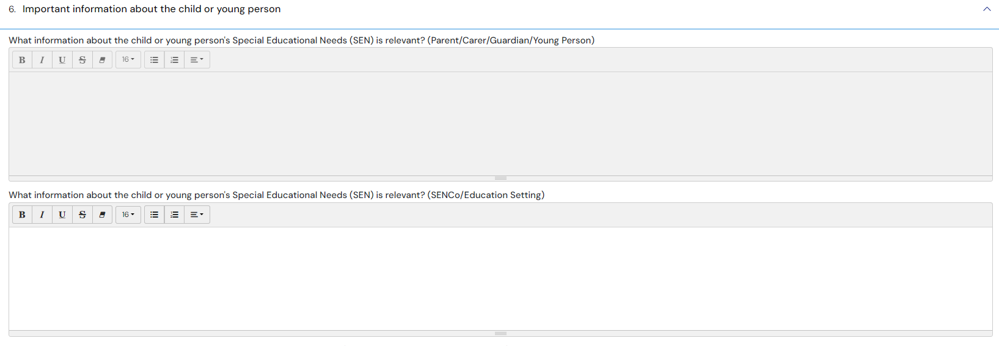 6. Important information about the child or young person
What information about the child or young person's Special Educational Needs (SEN) is relevant? (Parent/Carer/Guardian/Young Person)
B I U S 16
What information about the child or young person's Special Educational Needs (SEN) is relevant? (SENCo/Education Setting)
B I U S 16